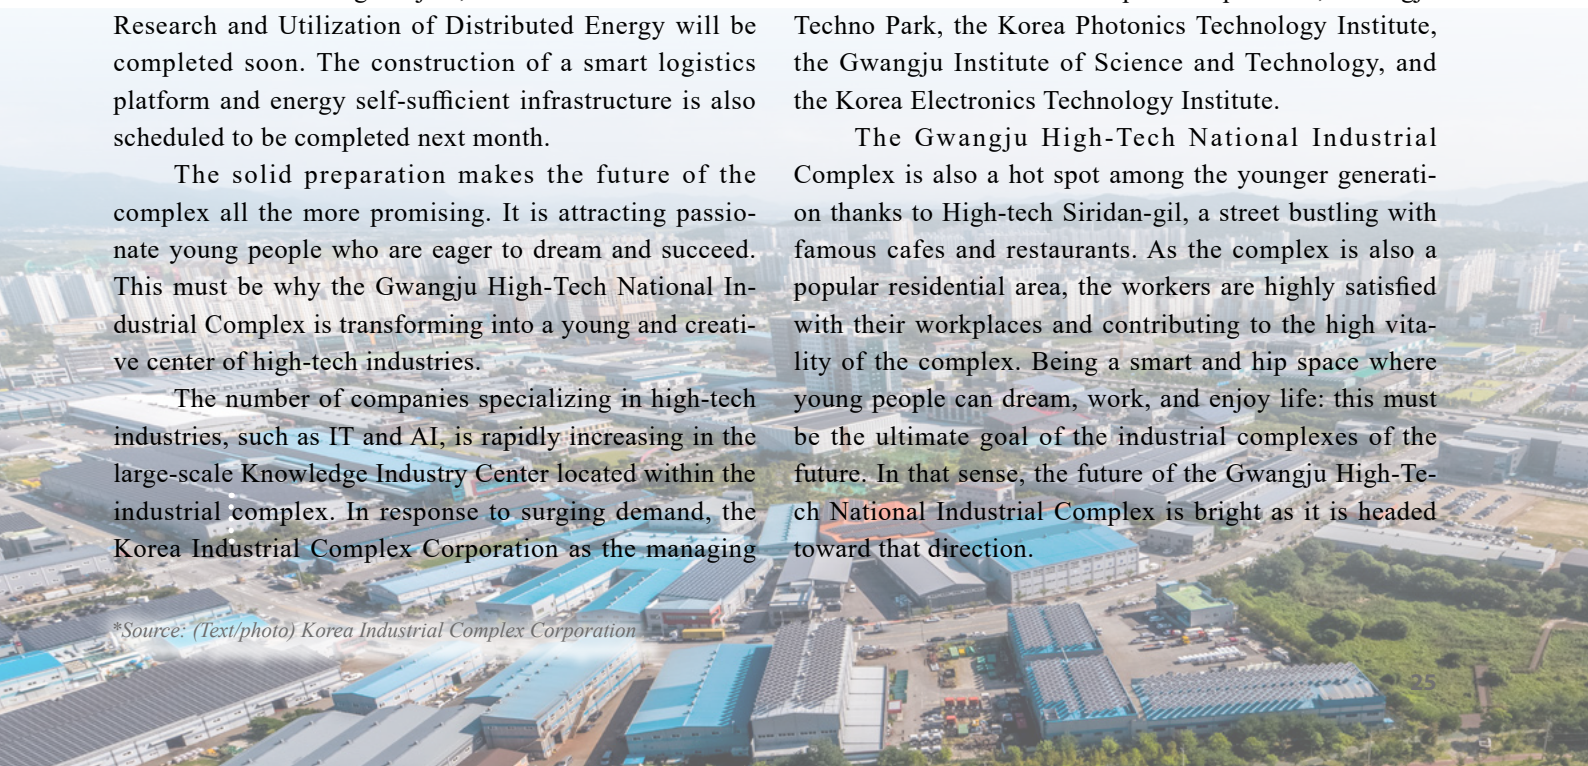 Research and Utilization of Distributed Energy will be
completed soon. The construction of a smart logistics
platform and energy self-sufficient infrastructure is also
scheduled to be completed next month.
The solid preparation makes the future of the
complex all the more promising. It is attracting passio-
nate young people who are eager to dream and succeed.
This must be why the Gwangju High-Tech National In-
dustrial Complex is transforming into a young and creati-
ve center of high-tech industries.
The number of companies specializing in high-tech
industries, such as IT and AI, is rapidly increasing in the
large-scale Knowledge Industry Center located within the
industrial complex. In response to surging demand, the
Korea Industrial Complex Corporation as the managing
Techno Park, the Korea Photonics Technology Institute,
the Gwangju Institute of Science and Technology, and
the Korea Electronics Technology Institute.
The Gwangju High-Tech National Industrial
Complex is also a hot spot among the younger generati-
on thanks to High-tech Siridan-gil, a street bustling with
famous cafes and restaurants. As the complex is also a
popular residential area, the workers are highly satisfied
with their workplaces and contributing to the high vita-
lity of the complex. Being a smart and hip space where
young people can dream, work, and enjoy life: this must
be the ultimate goal of the industrial complexes of the
future. In that sense, the future of the Gwangju High-Te-
ch National Industrial Complex is bright as it is headed
toward that direction.
*Source: (Text/photo) Korea Industrial Complex Corporation
25